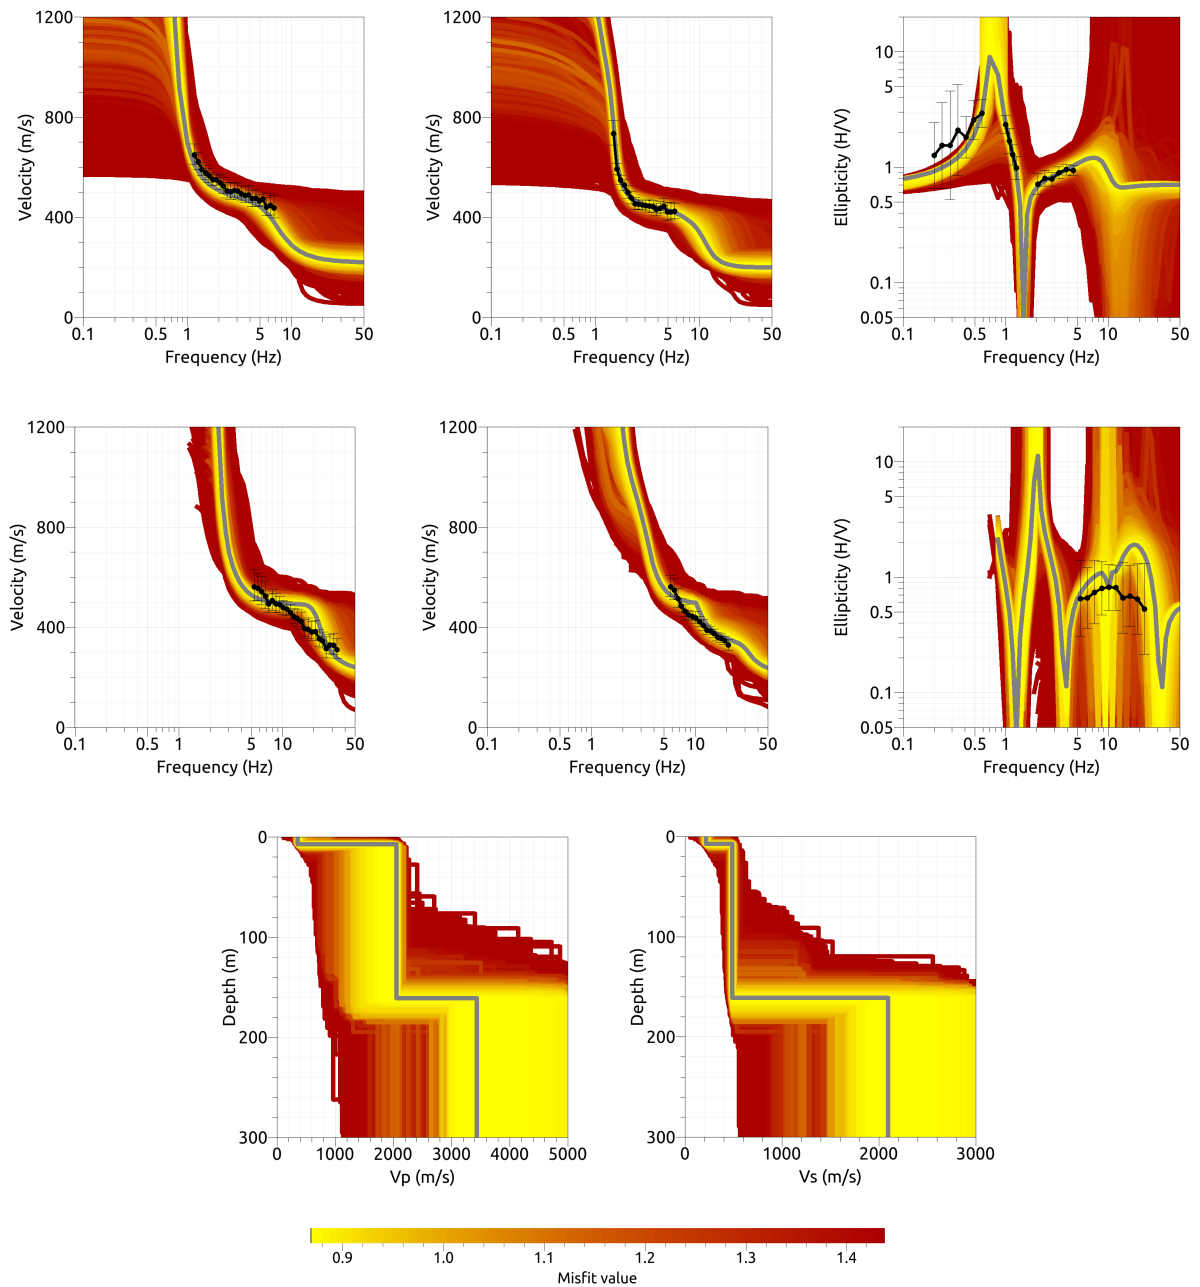 1200
800
400
0
Velocity (m/s)
0.1 0.5 1 5 10 50
Frequency (Hz)
1200
800
400
0
Velocity (m/s)
0.1 0.5 1 5 10 50
Frequency (Hz)
10
5
1
0.5
0.1
0.05
Ellipticity (H/V)
0.1 0.5 1 5 10 50
Frequency (Hz)
1200
800
400
0
Velocity (m/s)
0.1 0.5 1 5 10 50
Frequency (Hz)
1200
800
400
0
Velocity (m/s)
0.1 0.5 1 5 10 50
Frequency (Hz)
10
5
1
0.5
0.1
0.05
Ellipticity (H/V)
0.1 0.5 1 5 10 50
Frequency (Hz)
0
100
200
300
Depth (m)
0 1000 2000 3000 4000 5000
Vp (m/s)
0
100
200
300
Depth (m)
0 1000 2000 3000
Vs (m/s)
0.9 1.0 1.1 1.2 1.3 1.4
Misfit value